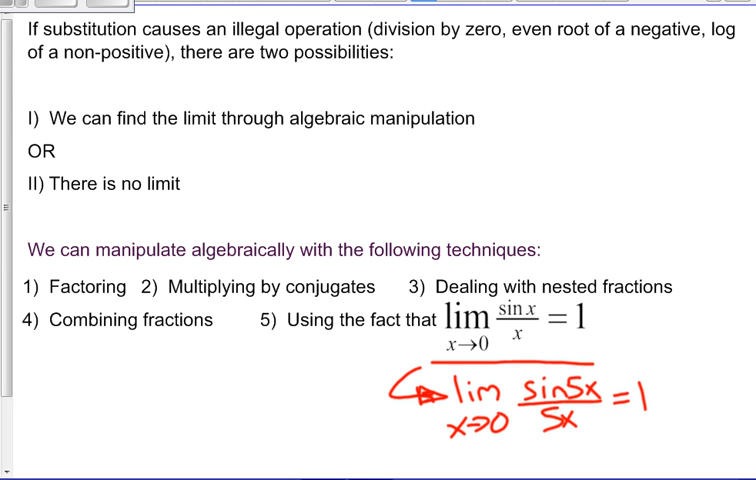 If substitution causes an illegal operation (division by zero, even root of a negative, log
of a non-positive), there are two possibilities:
I) We can find the limit through algebraic manipulation
OR
II) There is no limit
We can manipulate algebraically with the following techniques:
1) Factoring 2) Multiplying by conjugates 3) Dealing with nested fractions
4) Combining fractions 5) Using the fact that lim x→0 sin x / x = 1
lim x→0 sin5x / 5x = 1